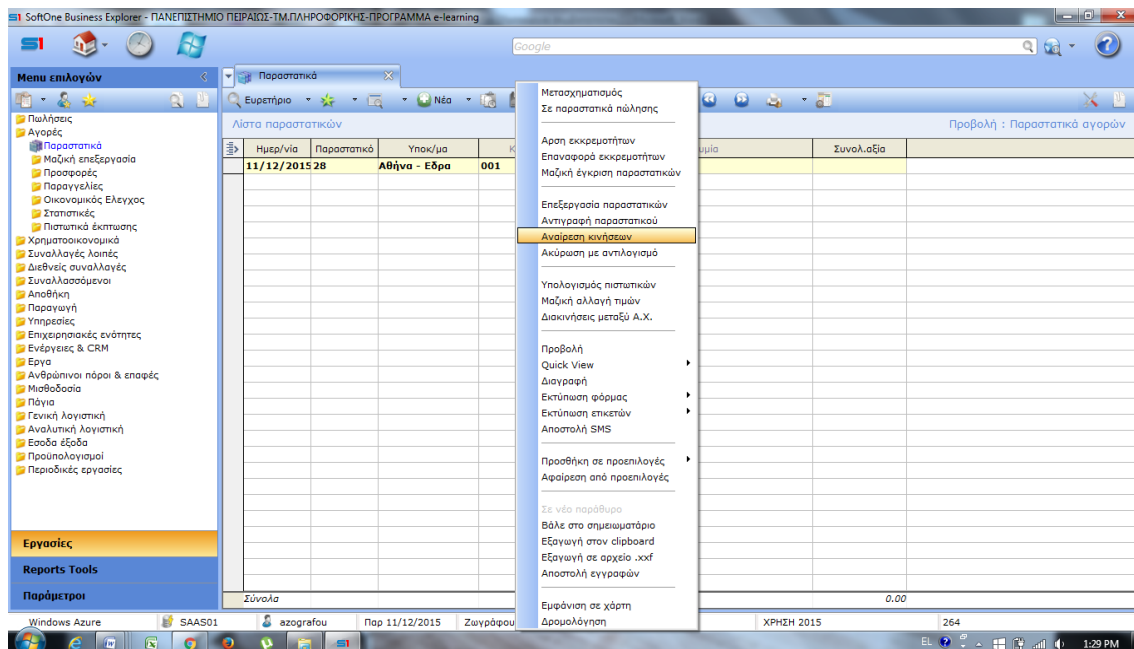 S1 SoftOne Business Explorer - ΠΑΝΕΠΙΣΤΗΜΙΟ ΠΕΙΡΑΙΩΣ-ΤΜ.ΠΛΗΡΟΦΟΡΙΚΗΣ-ΠΡΟΓΡΑΜΜΑ e-learning
S1
Google
Menu επιλογών
Παραστατικά
Ευρετήριο
Νέα
Λίστα παραστατικών
Προβολή : Παραστατικά αγορών
Πωλήσεις
Αγορές
Παραστατικά
Μαζική επεξεργασία
Προσφορές
Παραγγελίες
Οικονομικός Ελεγχος
Στατιστικές
Πιστωτικά έκπτωσης
Χρηματοοικονομικά
Συναλλαγές λοιπές
Διεθνείς συναλλαγές
Συναλλασσόμενοι
Αποθήκη
Παραγωγή
Υπηρεσίες
Επιχειρησιακές ενότητες
Ενέργειες & CRM
Εργα
Ανθρώπινοι πόροι & επαφές
Μισθοδοσία
Πάγια
Γενική λογιστική
Αναλυτική λογιστική
Εσοδα έξοδα
Προϋπολογισμοί
Περιοδικές εργασίες
Εργασίες
Reports Tools
Παράμετροι
Ημερ/νία Παραστατικό Υποκ/μα Κ υμία Συνολ.αξία
11/12/2015 28 Αθήνα - Εδρα 001
Μετασχηματισμός
Σε παραστατικά πώλησης
Αρση εκκρεμοτήτων
Επαναφορά εκκρεμοτήτων
Μαζική έγκριση παραστατικών
Επεξεργασία παραστατικών
Αντιγραφή παραστατικού
Αναίρεση κινήσεων
Ακύρωση με αντιλογισμό
Υπολογισμός πιστωτικών
Μαζική αλλαγή τιμών
Διακινήσεις μεταξύ Α.Χ.
Προβολή
Quick View
Διαγραφή
Εκτύπωση φόρμας
Εκτύπωση ετικετών
Αποστολή SMS
Προσθήκη σε προεπιλογές
Αφαίρεση από προεπιλογές
Σε νέο παράθυρο
Βάλε στο σημειωματάριο
Εξαγωγή στον clipboard
Εξαγωγή σε αρχείο .xxf
Αποστολή εγγραφών
Εμφάνιση σε χάρτη
Δρομολόγηση
Σύνολα 0.00
Windows Azure SAAS01 azografou Παρ 11/12/2015 Ζωγράφου ΧΡΗΣΗ 2015 264
EL 1:29 PM